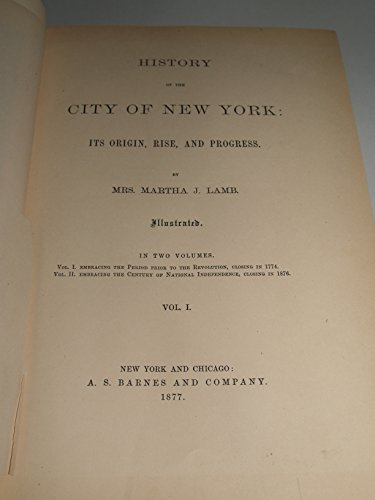 HISTORY
OF THE
CITY OF NEW YORK:
ITS ORIGIN, RISE, AND PROGRESS.
BY
MRS. MARTHA J. LAMB.
Illustrated.
IN TWO VOLUMES.
VOL. I. EMBRACING THE PERIOD PRIOR TO THE REVOLUTION, CLOSING IN 1774.
VOL. II. EMBRACING THE CENTURY OF NATIONAL INDEPENDENCE, CLOSING IN 1876.
VOL. I.
NEW YORK AND CHICAGO:
A. S. BARNES AND COMPANY.
1877.